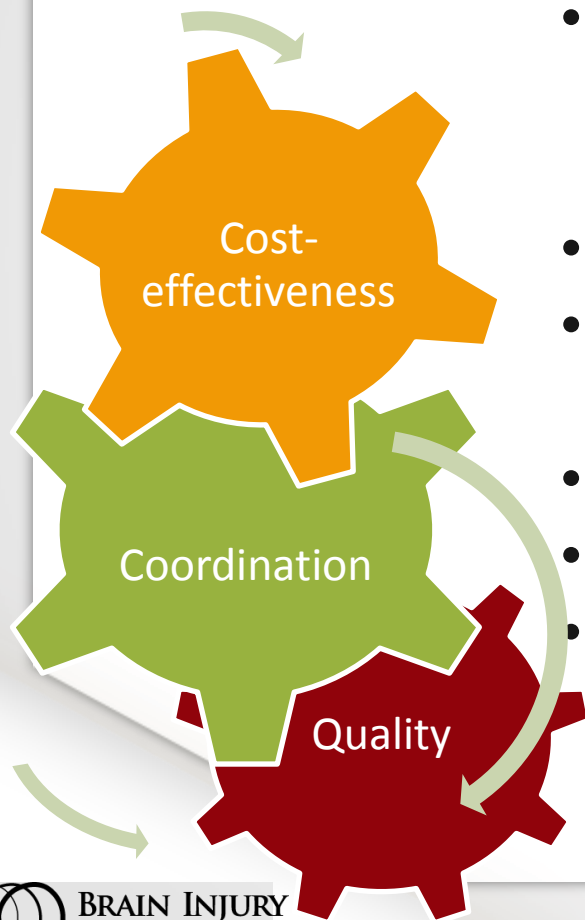 Cost-
effectiveness
Coordination
Quality
BRAIN INJURY